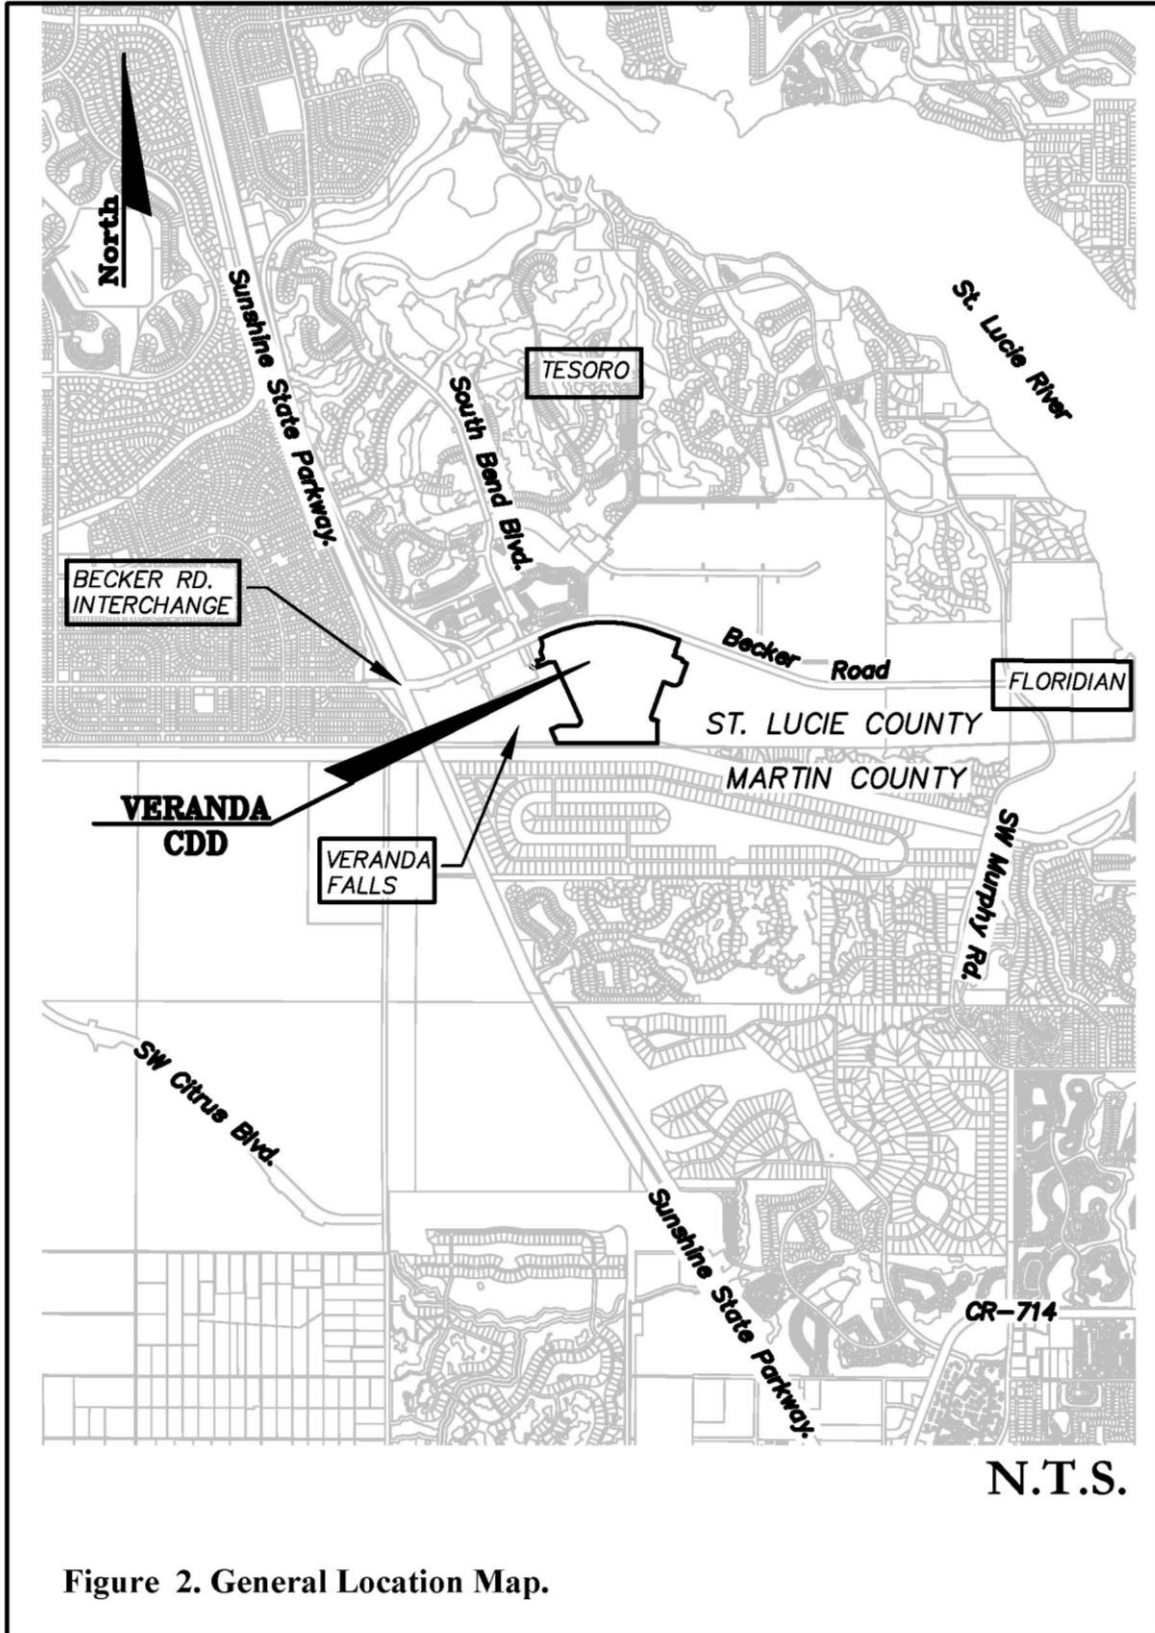 North
Sunshine State Parkway.
St. Lucie River
TESORO
South Bend Blvd.
BECKER RD.
INTERCHANGE
Becker Road
FLORIDIAN
ST. LUCIE COUNTY
MARTIN COUNTY
VERANDA
CDD
VERANDA
FALLS
SW Murphy Rd.
SW Citrus Blvd.
Sunshine State Parkway.
CR-714
N.T.S.
Figure 2. General Location Map.